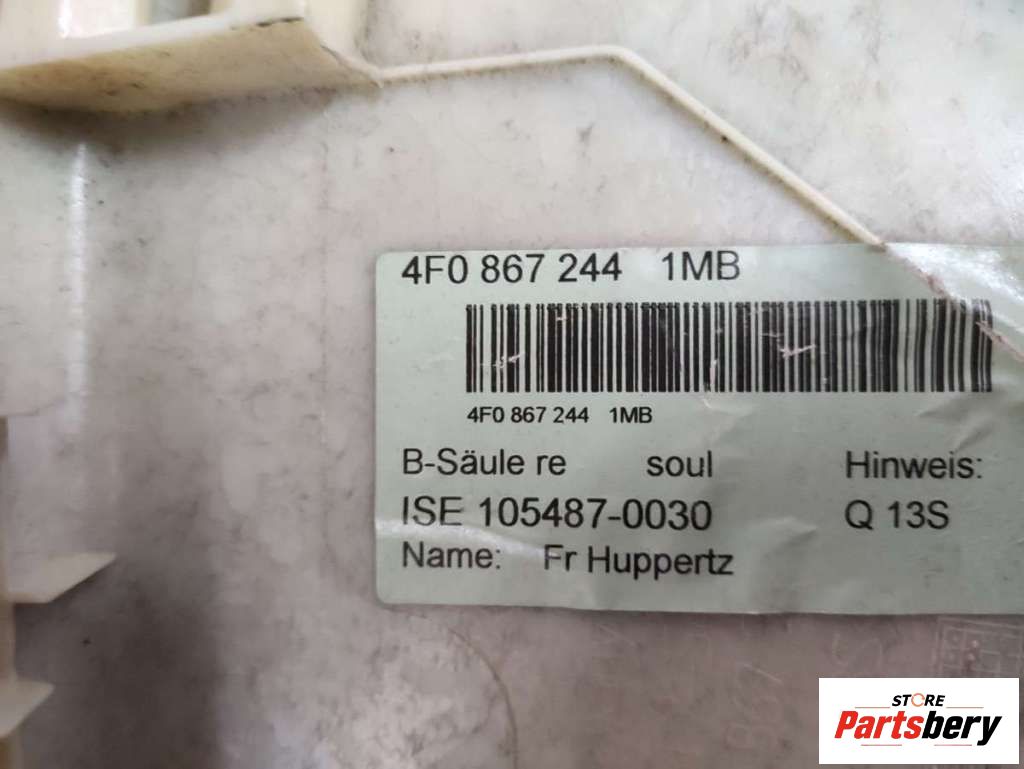 4F0 867 244 1MB
4F0 867 244 1MB
B-Säule re soul Hinweis:
ISE 105487-0030 Q 13S
Name: Fr Huppertz
STORE
Partsbery